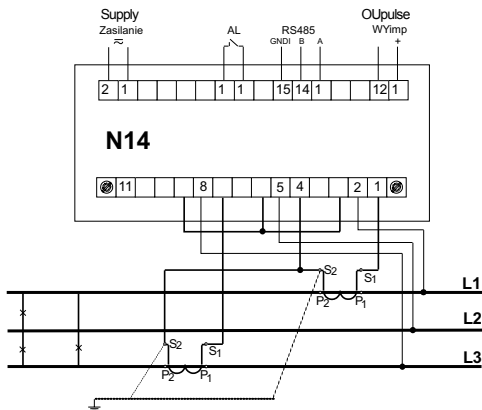 Supply AL RS485 OUpulse
Zasilanie GNDI B A WYimp
≂ +
2 1 1 1 15 14 1 12 1
N14
11 8 5 4 2 1
S2 S1
P2 P1 L1
L2
S2 S1
P2 P1 L3